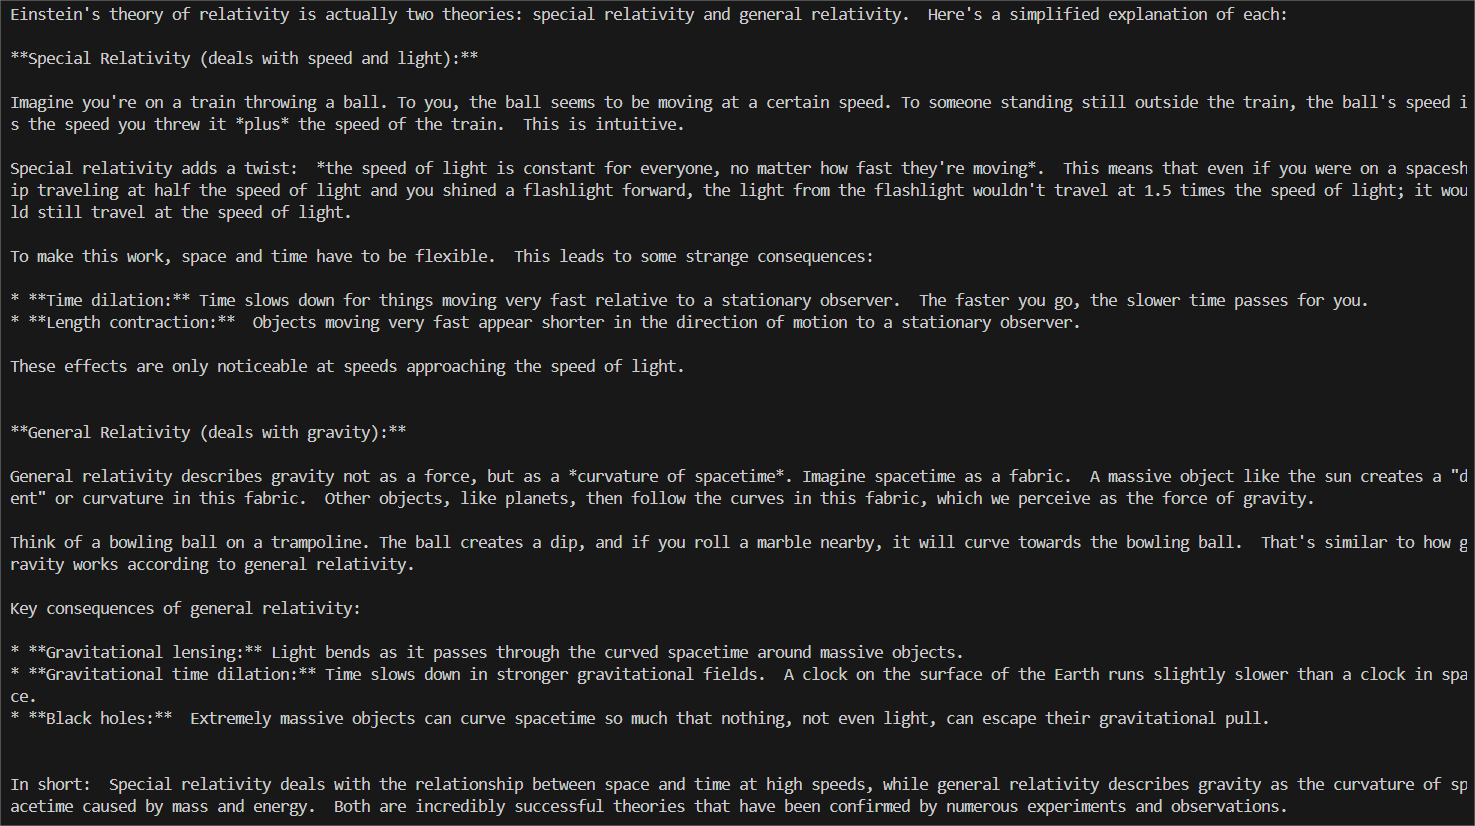 Einstein's theory of relativity is actually two theories: special relativity and general relativity.  Here's a simplified explanation of each:
**Special Relativity (deals with speed and light):**
Imagine you're on a train throwing a ball. To you, the ball seems to be moving at a certain speed. To someone standing still outside the train, the ball's speed i
s the speed you threw it *plus* the speed of the train.  This is intuitive.
Special relativity adds a twist:  *the speed of light is constant for everyone, no matter how fast they're moving*.  This means that even if you were on a spacesh
ip traveling at half the speed of light and you shined a flashlight forward, the light from the flashlight wouldn't travel at 1.5 times the speed of light; it wou
ld still travel at the speed of light.
To make this work, space and time have to be flexible.  This leads to some strange consequences:
* **Time dilation:** Time slows down for things moving very fast relative to a stationary observer.  The faster you go, the slower time passes for you.
* **Length contraction:**  Objects moving very fast appear shorter in the direction of motion to a stationary observer.
These effects are only noticeable at speeds approaching the speed of light.
**General Relativity (deals with gravity):**
General relativity describes gravity not as a force, but as a *curvature of spacetime*. Imagine spacetime as a fabric.  A massive object like the sun creates a "d
ent" or curvature in this fabric.  Other objects, like planets, then follow the curves in this fabric, which we perceive as the force of gravity.
Think of a bowling ball on a trampoline. The ball creates a dip, and if you roll a marble nearby, it will curve towards the bowling ball.  That's similar to how g
ravity works according to general relativity.
Key consequences of general relativity:
* **Gravitational lensing:** Light bends as it passes through the curved spacetime around massive objects.
* **Gravitational time dilation:** Time slows down in stronger gravitational fields.  A clock on the surface of the Earth runs slightly slower than a clock in spa
ce.
* **Black holes:**  Extremely massive objects can curve spacetime so much that nothing, not even light, can escape their gravitational pull.
In short:  Special relativity deals with the relationship between space and time at high speeds, while general relativity describes gravity as the curvature of sp
acetime caused by mass and energy.  Both are incredibly successful theories that have been confirmed by numerous experiments and observations.